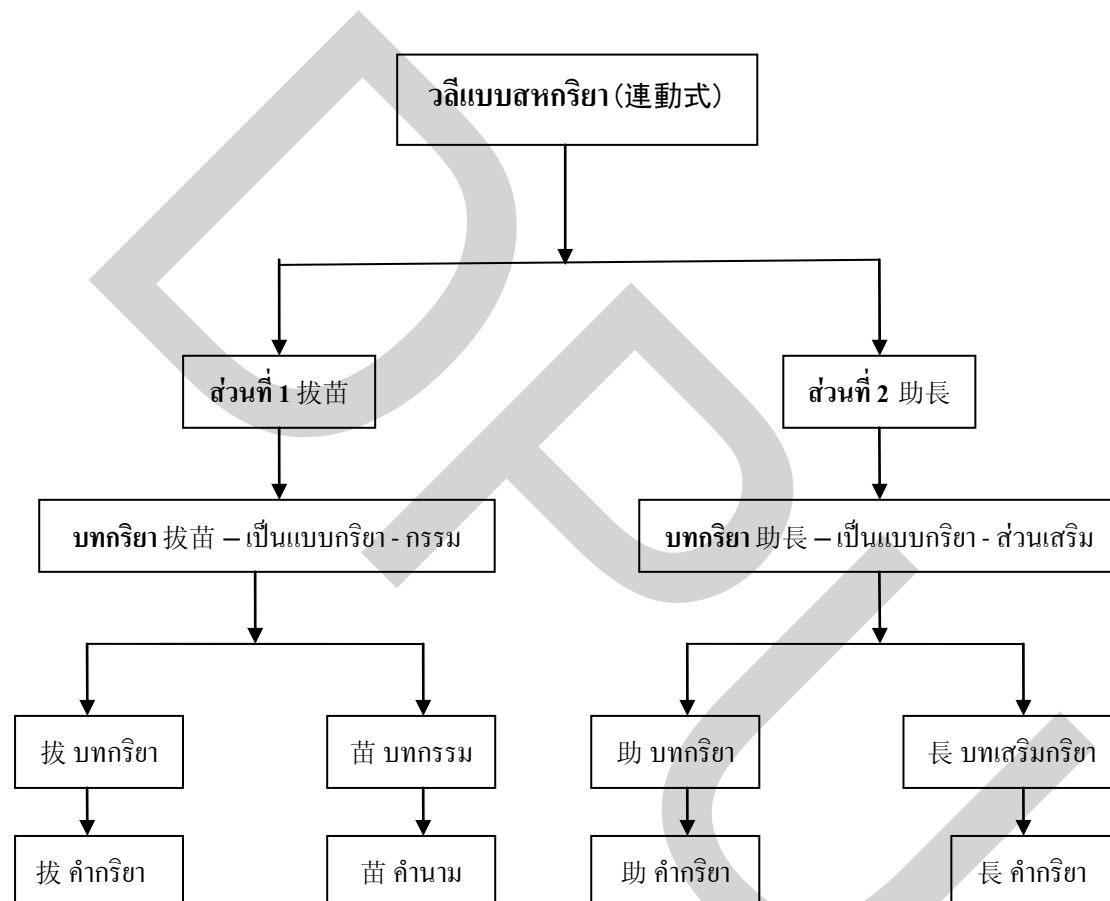 วลีแบบสหกริยา (連動式)
ส่วนที่ 1 拔苗
ส่วนที่ 2 助長
บทกริยา 拔苗 – เป็นแบบกริยา - กรรม
บทกริยา 助長 – เป็นแบบกริยา - ส่วนเสริม
拔 บทกริยา
苗 บทกรรม
助 บทกริยา
長 บทเสริมกริยา
拔 คำกริยา
苗 คำนาม
助 คำกริยา
長 คำกริยา
DPU